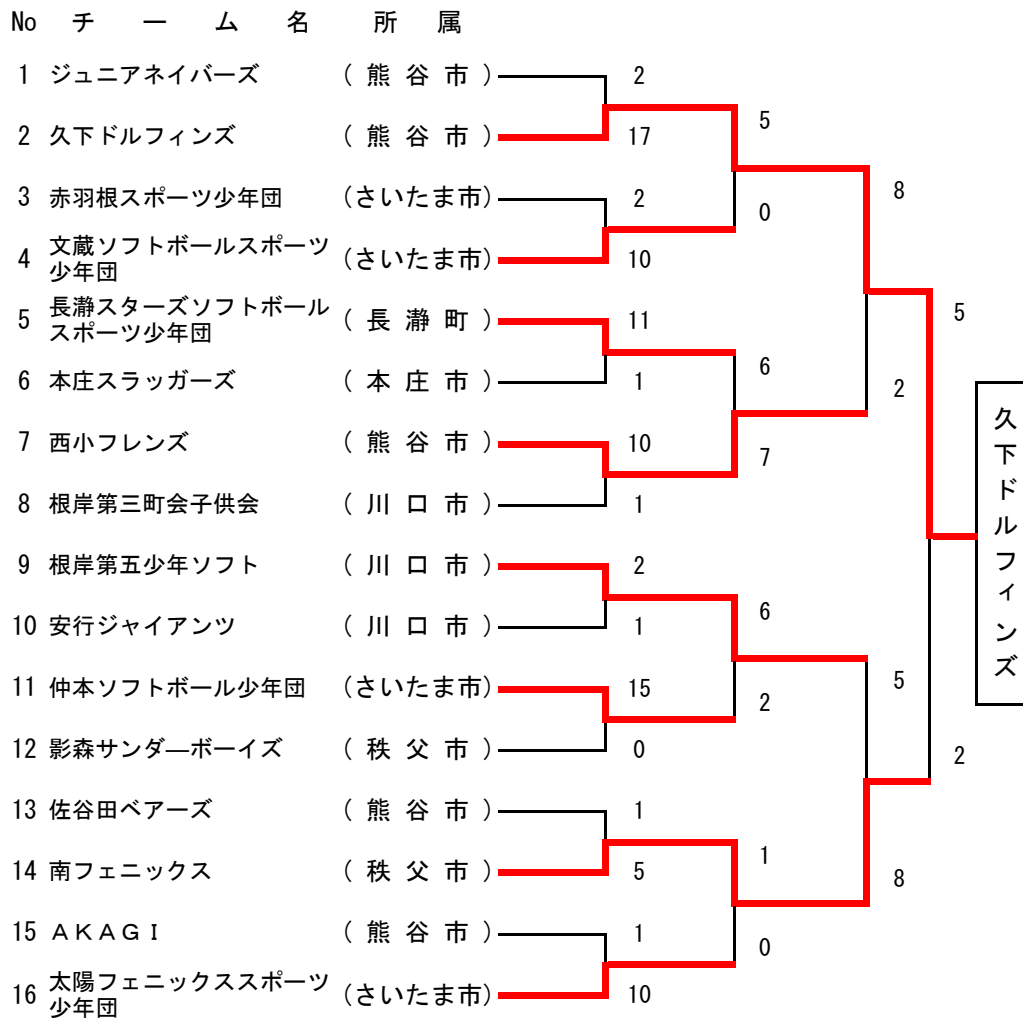 No チ ー ム 名 所 属
1 ジュニアネイバーズ ( 熊 谷 市 ) 2
5
2 久下ドルフィンズ ( 熊 谷 市 ) 17
8
3 赤羽根スポーツ少年団 (さいたま市) 2
0
4 文蔵ソフトボールスポーツ
少年団 (さいたま市) 10
5
5 長瀞スターズソフトボール
スポーツ少年団 ( 長 瀞 町 ) 11
6
6 本庄スラッガーズ ( 本 庄 市 ) 1
2
7 西小フレンズ ( 熊 谷 市 ) 10
7
8 根岸第三町会子供会 ( 川 口 市 ) 1
久下ドルフィンズ
9 根岸第五少年ソフト ( 川 口 市 ) 2
6
10 安行ジャイアンツ ( 川 口 市 ) 1
5
11 仲本ソフトボール少年団 (さいたま市) 15
2
12 影森サンダ―ボーイズ ( 秩 父 市 ) 0
2
13 佐谷田ベアーズ ( 熊 谷 市 ) 1
1
14 南フェニックス ( 秩 父 市 ) 5
8
15 ＡＫＡＧＩ ( 熊 谷 市 ) 1
0
16 太陽フェニックススポーツ
少年団 (さいたま市) 10